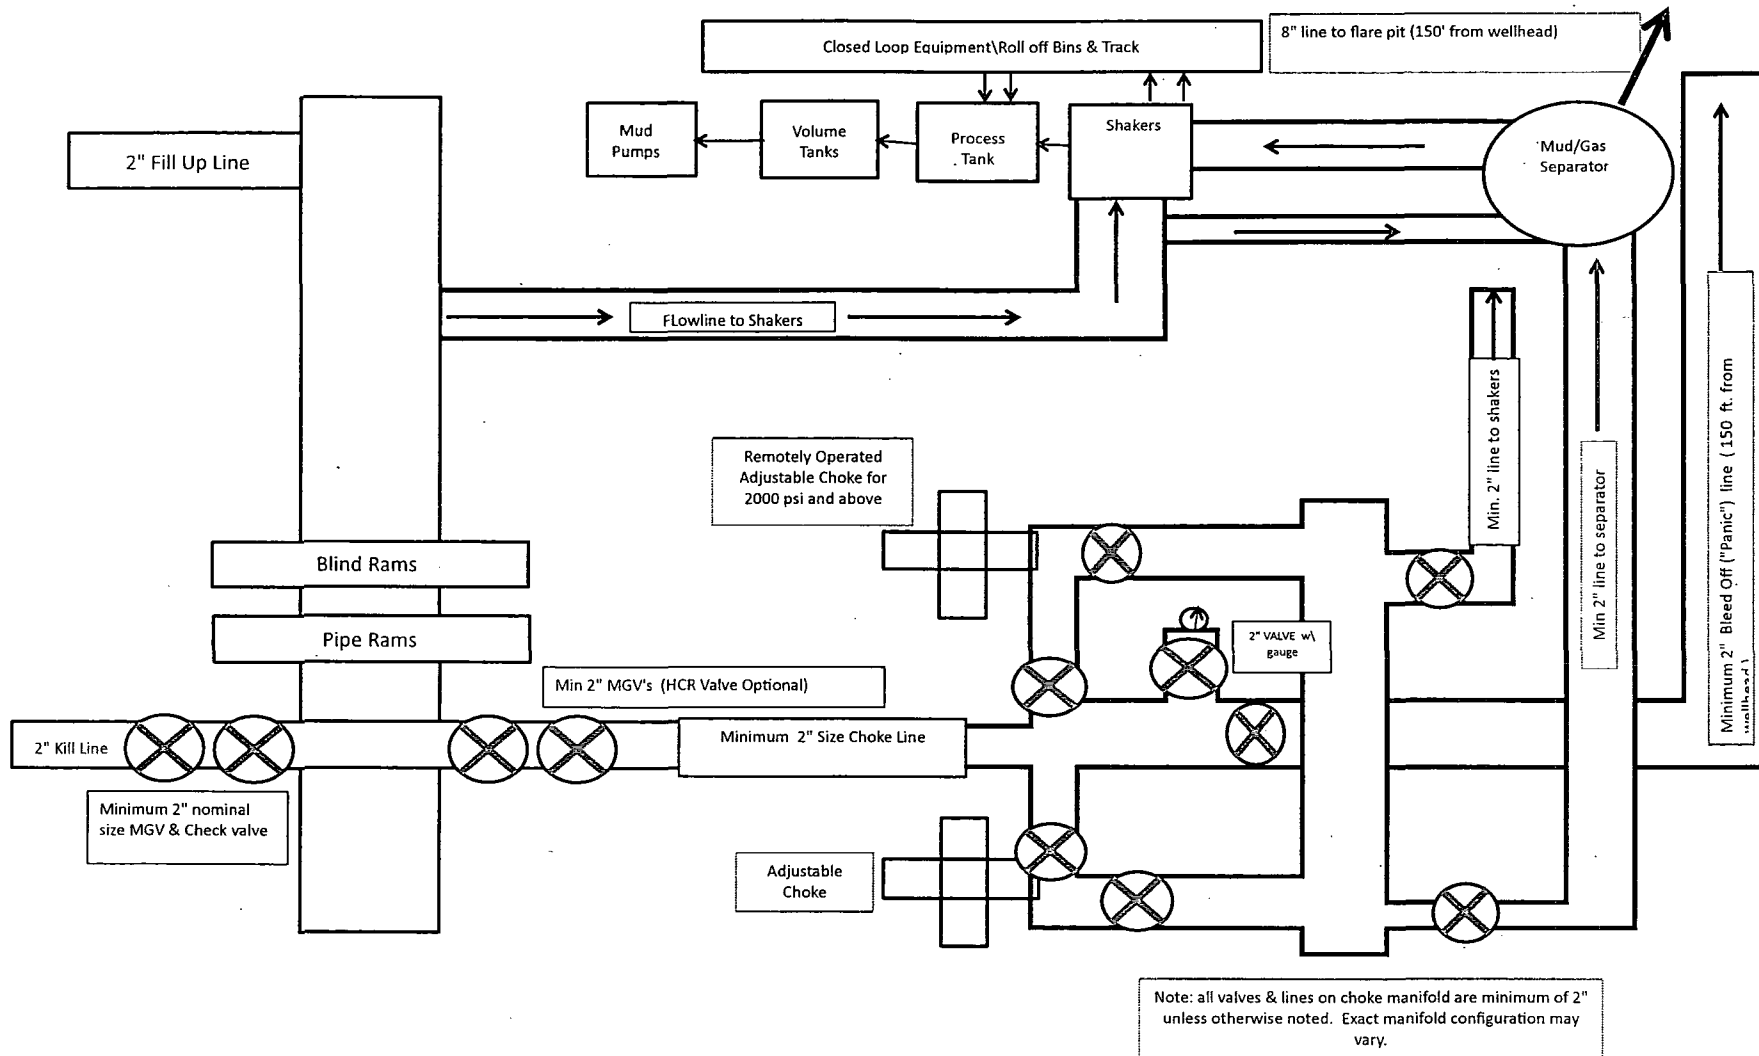 Closed Loop Equipment\Roll off Bins & Track
8" line to flare pit (150' from wellhead)
2" Fill Up Line
Mud
Pumps
Volume
Tanks
Process
Tank
Shakers
Mud/Gas
Separator
FLowline to Shakers
Min. 2" line to shakers
Min 2" line to separator
Minimum 2" Bleed Off ("Panic") line ( 150 ft. from
wellhead )
Remotely Operated
Adjustable Choke for
2000 psi and above
Blind Rams
Pipe Rams
2" VALVE w\
gauge
Min 2" MGV's (HCR Valve Optional)
2" Kill Line
Minimum 2" Size Choke Line
Minimum 2" nominal
size MGV & Check valve
Adjustable
Choke
Note: all valves & lines on choke manifold are minimum of 2"
unless otherwise noted. Exact manifold configuration may
vary.